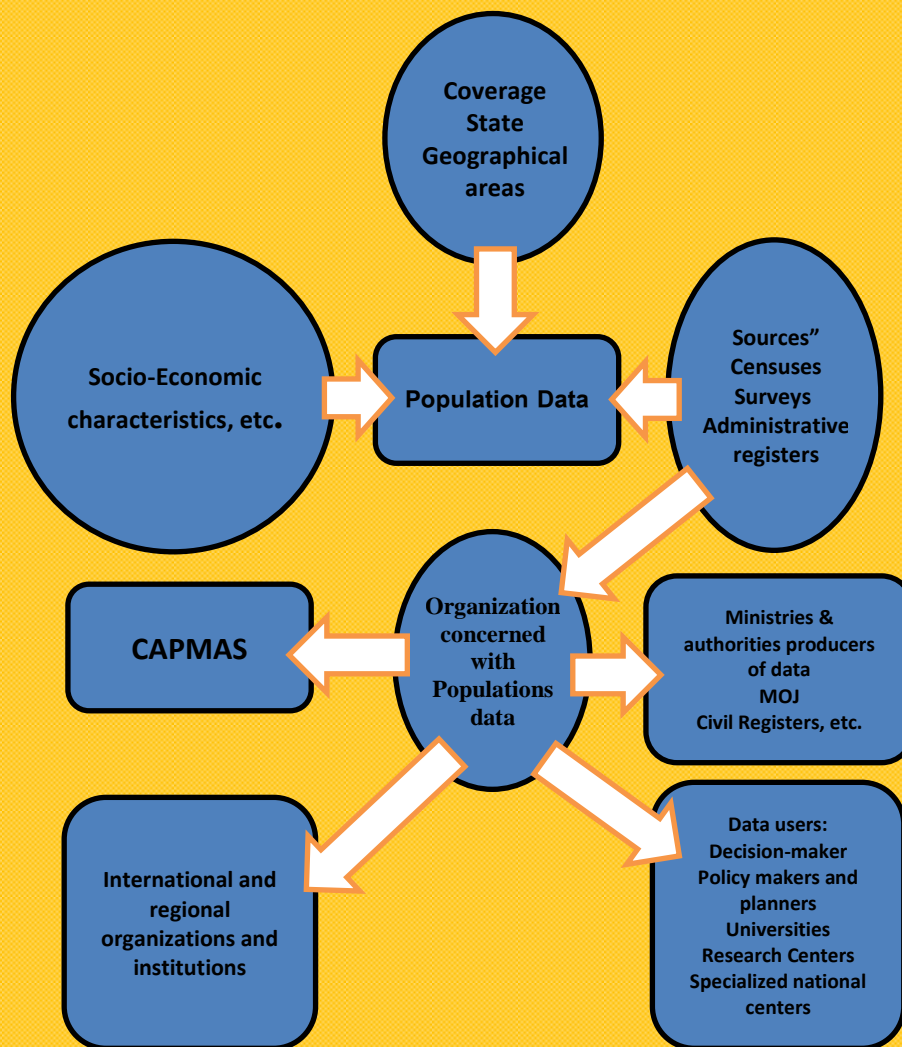 Coverage
State
Geographical
areas
Socio-Economic
characteristics, etc.
Population Data
Sources”
Censuses
Surveys
Administrative
registers
CAPMAS
Organization
concerned
with
Populations
data
Ministries &
authorities producers
of data
MOJ
Civil Registers, etc.
International and
regional
organizations and
institutions
Data users:
Decision-maker
Policy makers and
planners
Universities
Research Centers
Specialized national
centers